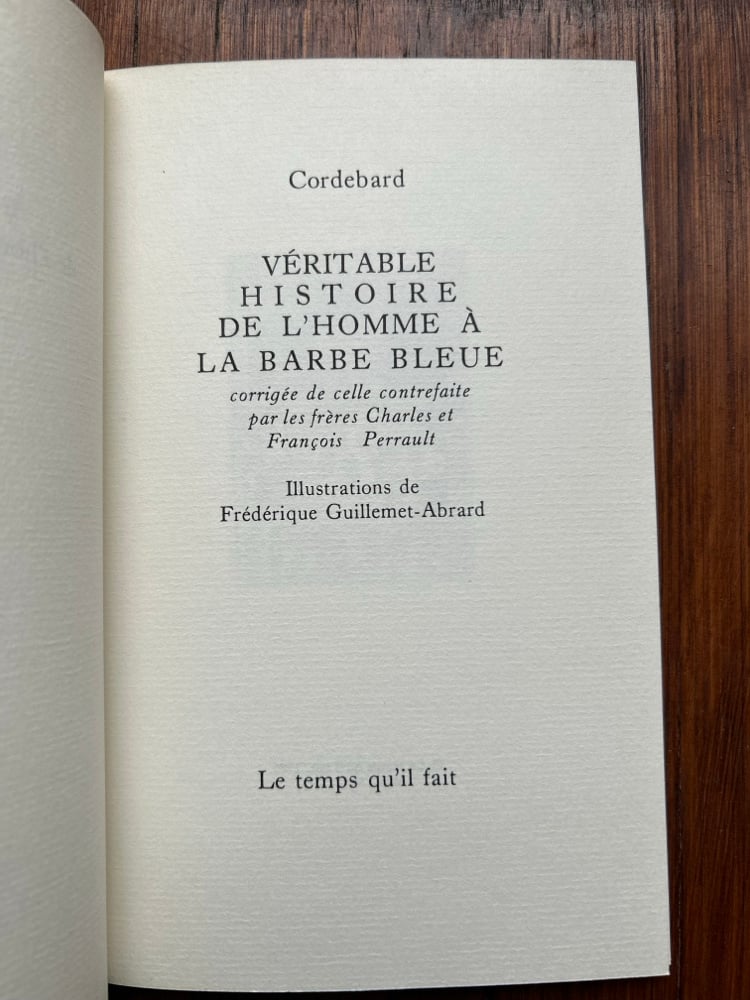 Cordebard
VÉRITABLE
HISTOIRE
DE L'HOMME À
LA BARBE BLEUE
corrigée de celle contrefaite
par les frères Charles et
François Perrault
Illustrations de
Frédérique Guillemet-Abrard
Le temps qu'il fait